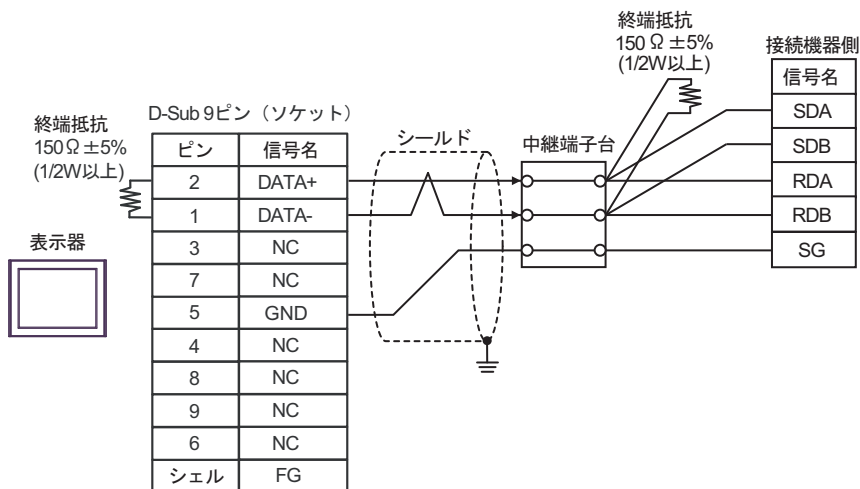 終端抵抗
150 Ω ±5%
(1/2W以上)
接続機器側
信号名
SDA
SDB
RDA
RDB
SG
中継端子台
シールド
D-Sub 9ピン（ソケット）
ピン 信号名
2 DATA+
1 DATA-
3 NC
7 NC
5 GND
4 NC
8 NC
9 NC
6 NC
シェル FG
終端抵抗
150Ω ±5%
(1/2W以上)
表示器